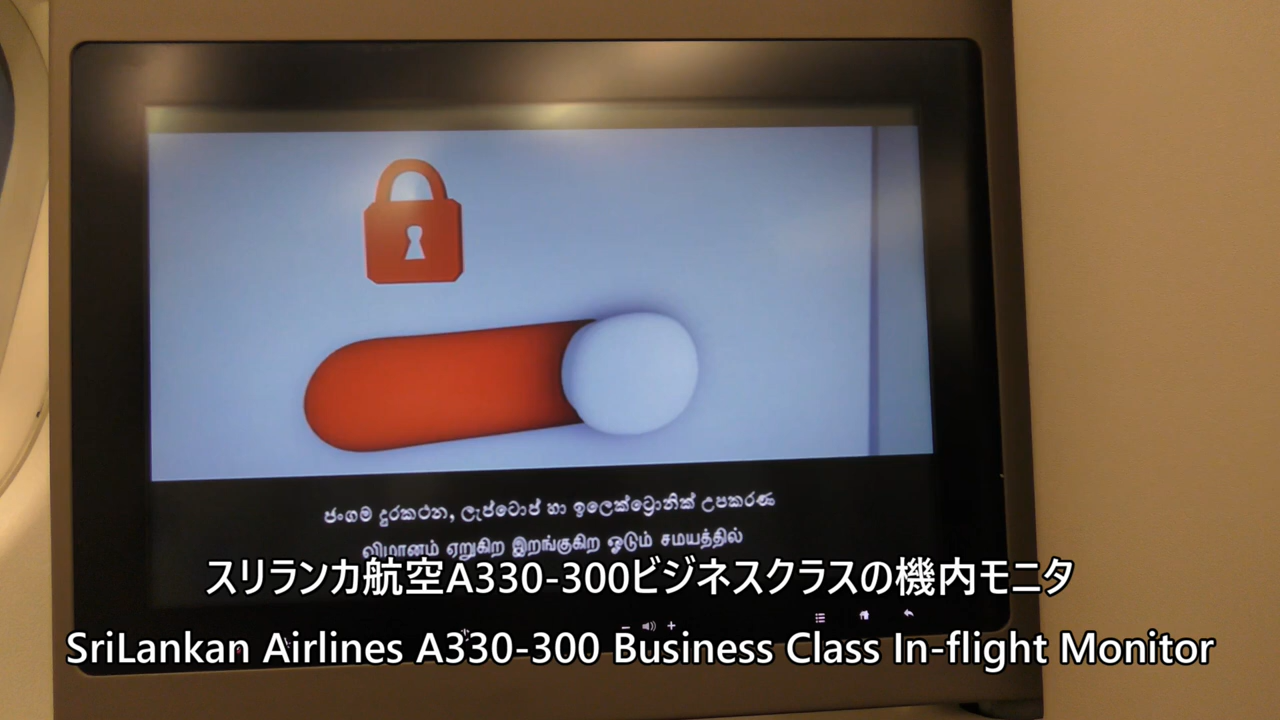 ජංගම දුරකථන, ලැප්ටොප් හා ඉලෙක්ට්‍රොනික් උපකරණ
விமானம் ஏறுகிற இறங்குகிற ஓடும் சமயத்தில்
スリランカ航空A330-300ビジネスクラスの機内モニタ
SriLankan Airlines A330-300 Business Class In-flight Monitor